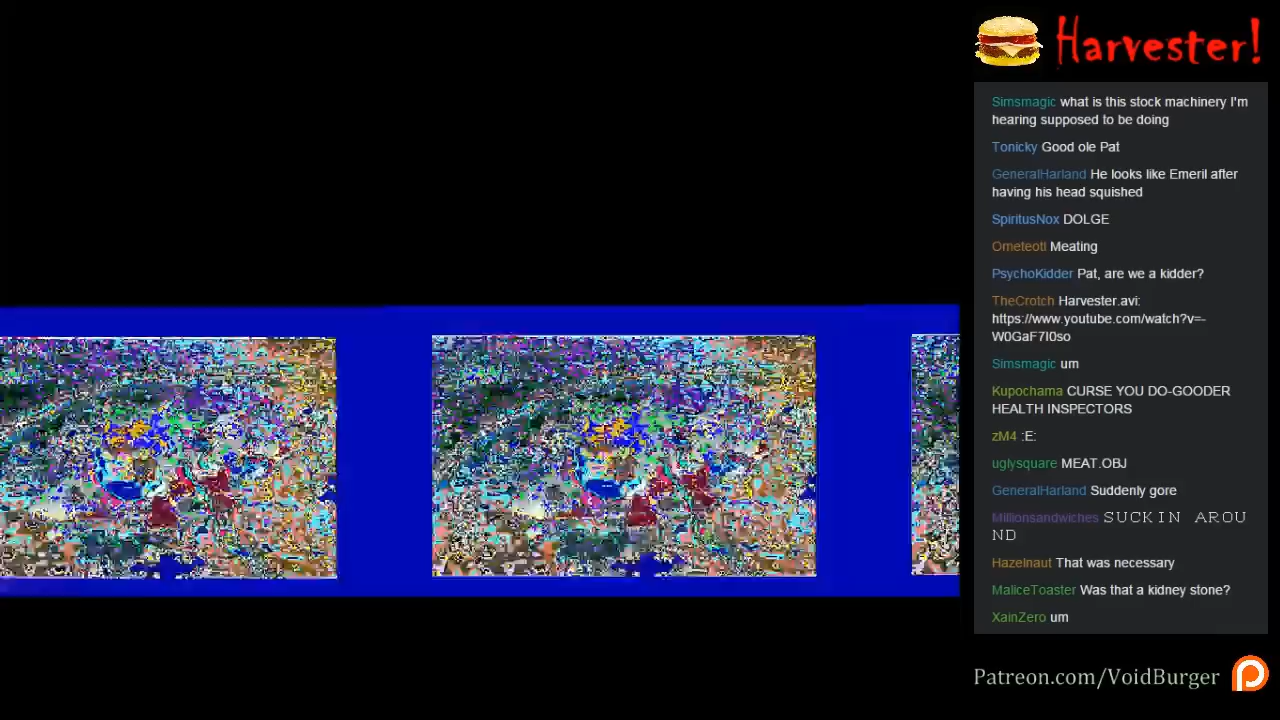 Harvester!
Simsmagic what is this stock machinery I'm
hearing supposed to be doing
Tonicky Good ole Pat
GeneralHarland He looks like Emeril after
having his head squished
SpiritusNox DOLGE
Ometeotl Meating
PsychoKidder Pat, are we a kidder?
TheCrotch Harvester.avi:
https://www.youtube.com/watch?v=-
W0GaF7I0so
Simsmagic um
Kupochama CURSE YOU DO-GOODER
HEALTH INSPECTORS
zM4 :E:
uglysquare MEAT.OBJ
GeneralHarland Suddenly gore
Millionsandwiches ＳＵＣＫＩＮ ＡＲＯＵ
ＮＤ
Hazelnaut That was necessary
MaliceToaster Was that a kidney stone?
XainZero um
Patreon.com/VoidBurger